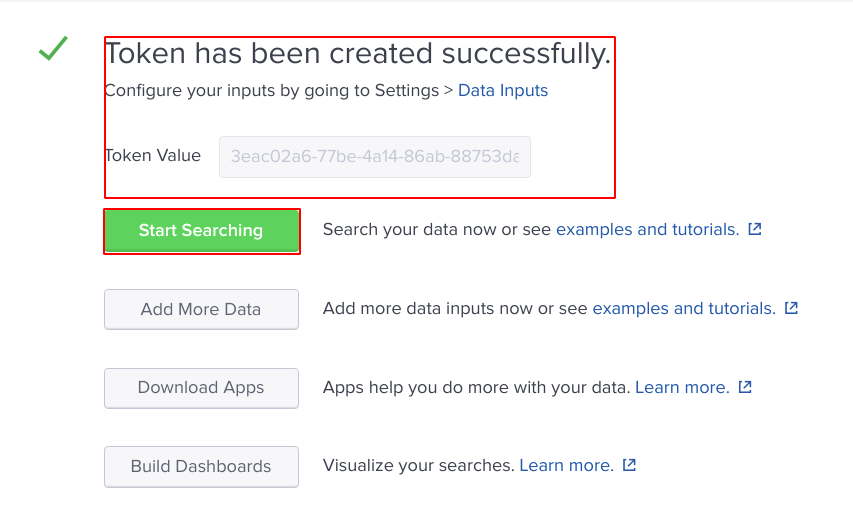 Token has been created successfully.
Configure your inputs by going to Settings > Data Inputs
Token Value 3eac02a6-77be-4a14-86ab-88753da
Start Searching Search your data now or see examples and tutorials.
Add More Data Add more data inputs now or see examples and tutorials.
Download Apps Apps help you do more with your data. Learn more.
Build Dashboards Visualize your searches. Learn more.